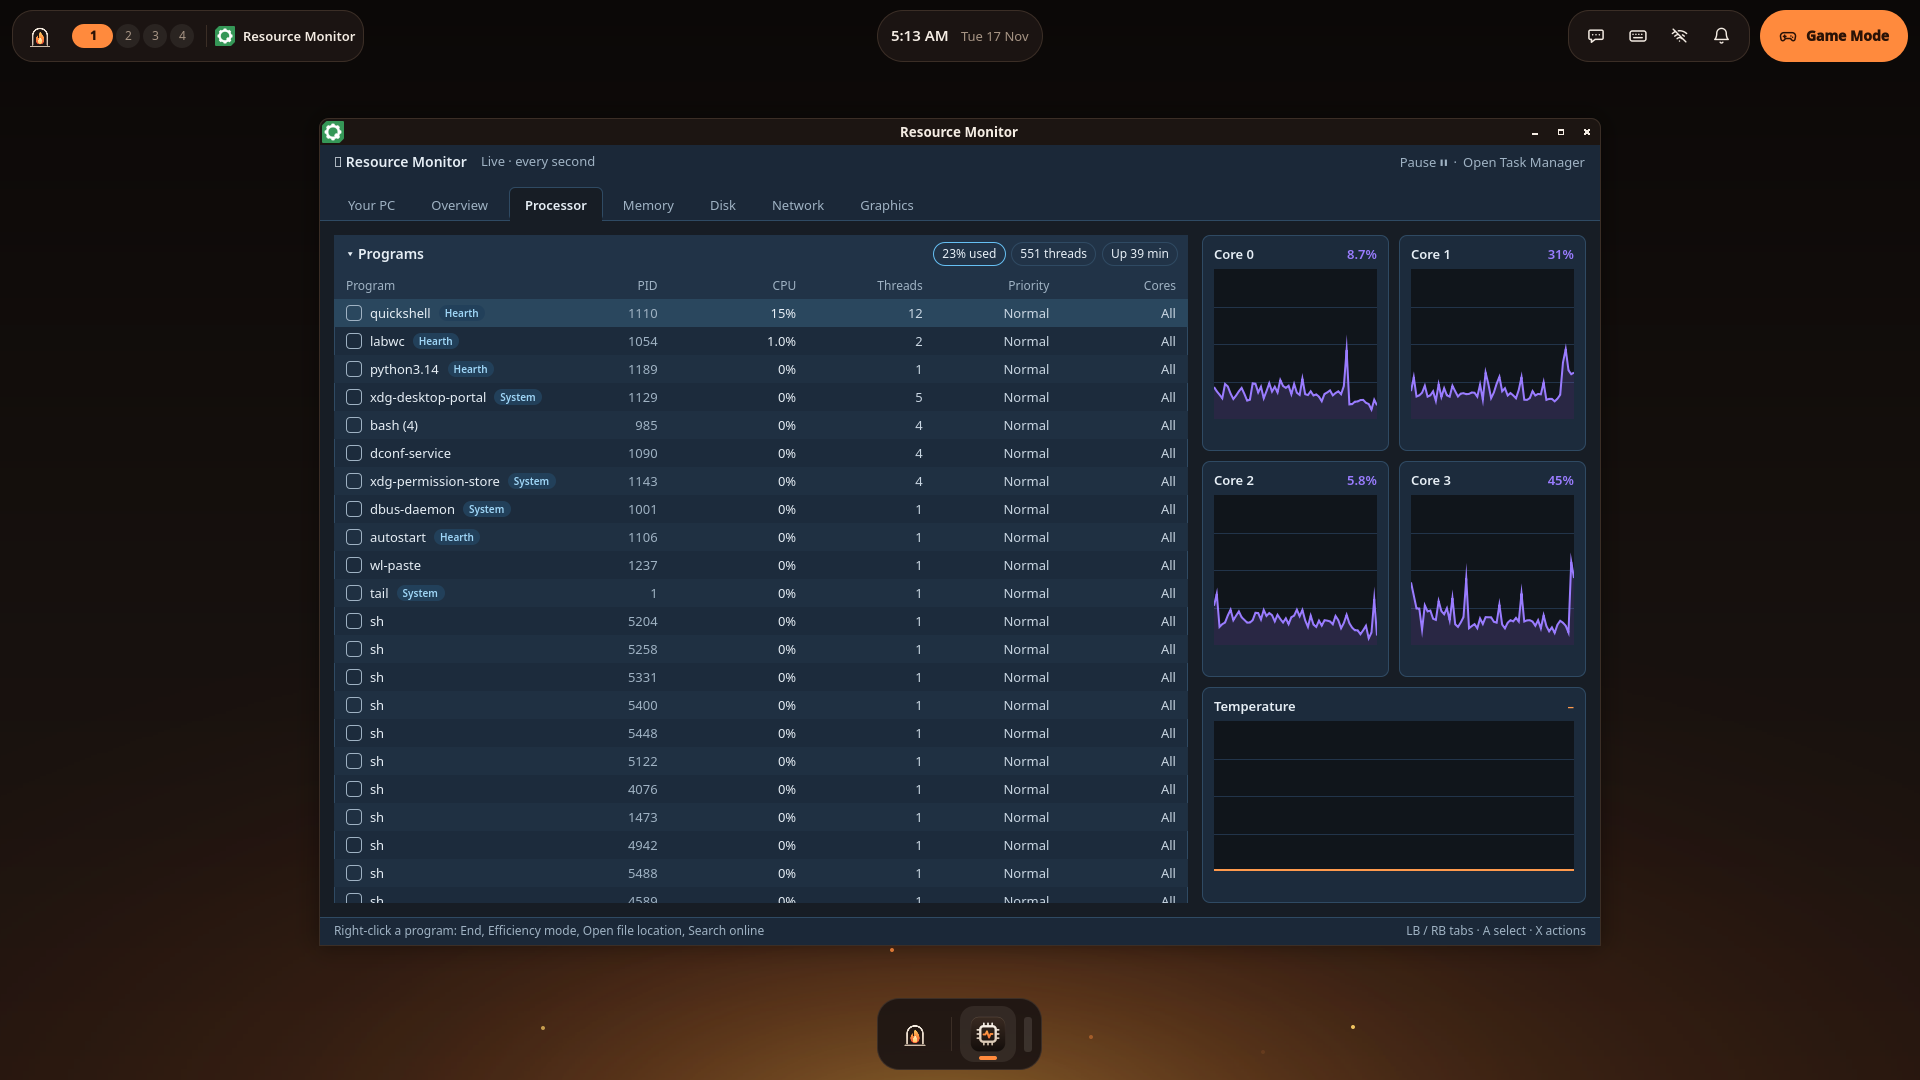 1 2 3 4 Resource Monitor
5:13 AM Tue 17 Nov
Game Mode
Resource Monitor
Resource Monitor Live · every second
Pause · Open Task Manager
Your PC Overview Processor Memory Disk Network Graphics
Programs 23% used 551 threads Up 39 min
Program PID CPU Threads Priority Cores
quickshell Hearth 1110 15% 12 Normal All
labwc Hearth 1054 1.0% 2 Normal All
python3.14 Hearth 1189 0% 1 Normal All
xdg-desktop-portal System 1129 0% 5 Normal All
bash (4) 985 0% 4 Normal All
dconf-service 1090 0% 4 Normal All
xdg-permission-store System 1143 0% 4 Normal All
dbus-daemon System 1001 0% 1 Normal All
autostart Hearth 1106 0% 1 Normal All
wl-paste 1237 0% 1 Normal All
tail System 1 0% 1 Normal All
sh 5204 0% 1 Normal All
sh 5258 0% 1 Normal All
sh 5331 0% 1 Normal All
sh 5400 0% 1 Normal All
sh 5448 0% 1 Normal All
sh 5122 0% 1 Normal All
sh 4076 0% 1 Normal All
sh 1473 0% 1 Normal All
sh 4942 0% 1 Normal All
sh 5488 0% 1 Normal All
sh 4589 0% 1 Normal All
Core 0 8.7%
Core 1 31%
Core 2 5.8%
Core 3 45%
Temperature –
Right-click a program: End, Efficiency mode, Open file location, Search online
LB / RB tabs · A select · X actions